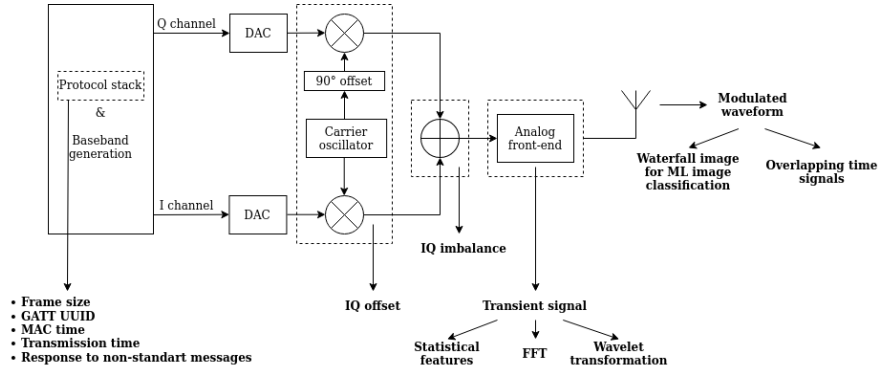 Q channel
DAC
Protocol stack
&
Baseband
generation
90° offset
Carrier
oscillator
Analog
front-end
I channel
DAC
Modulated
waveform
Waterfall image
for ML image
classification
Overlapping time
signals
IQ imbalance
IQ offset
Transient signal
Statistical
features
FFT
Wavelet
transformation
• Frame size
• GATT UUID
• MAC time
• Transmission time
• Response to non-standart messages